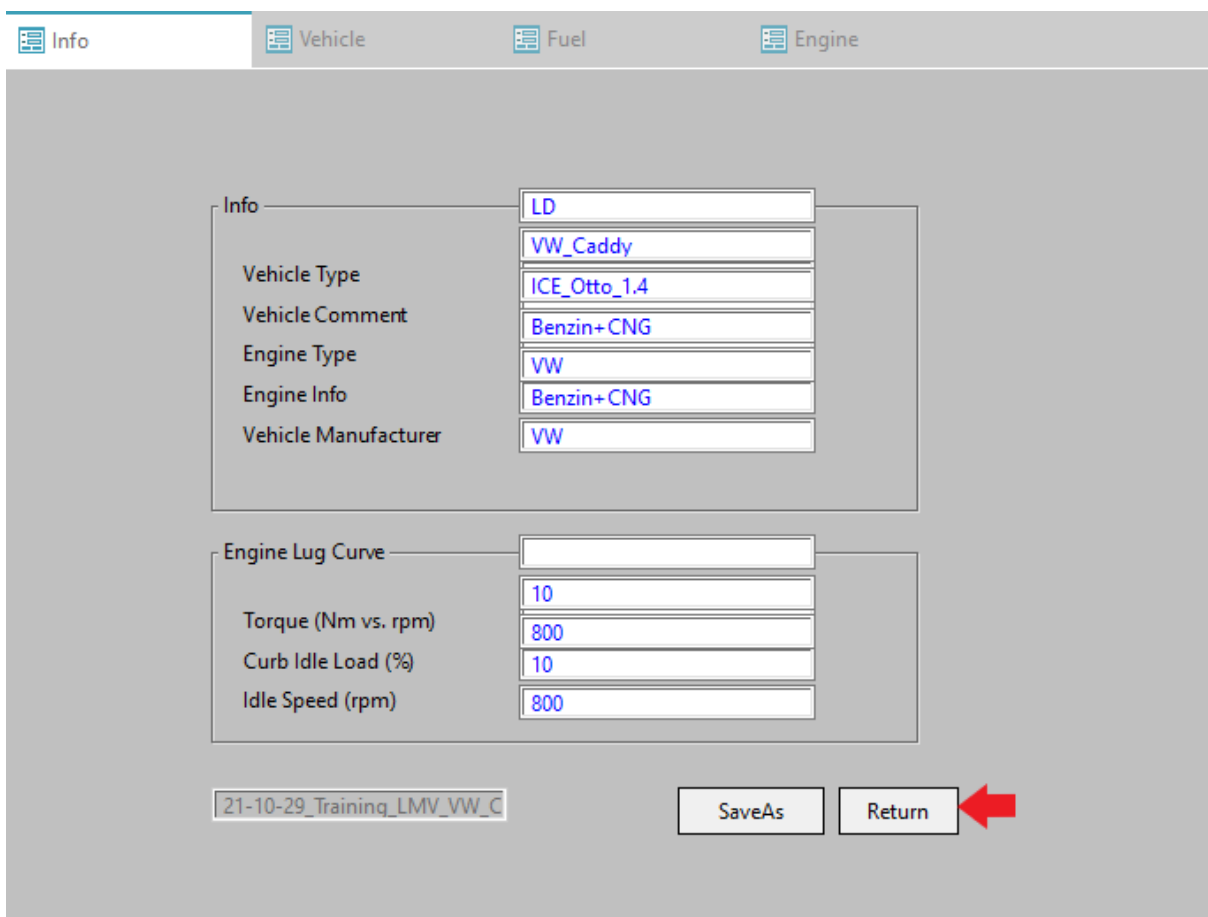 Info Vehicle Fuel Engine
Info LD
VW_Caddy
Vehicle Type
ICE_Otto_1.4
Vehicle Comment
Benzin+CNG
Engine Type
VW
Engine Info
Benzin+CNG
Vehicle Manufacturer VW
Engine Lug Curve
10
Torque (Nm vs. rpm)
800
Curb Idle Load (%) 10
Idle Speed (rpm) 800
21-10-29_Training_LMV_VW_C SaveAs Return